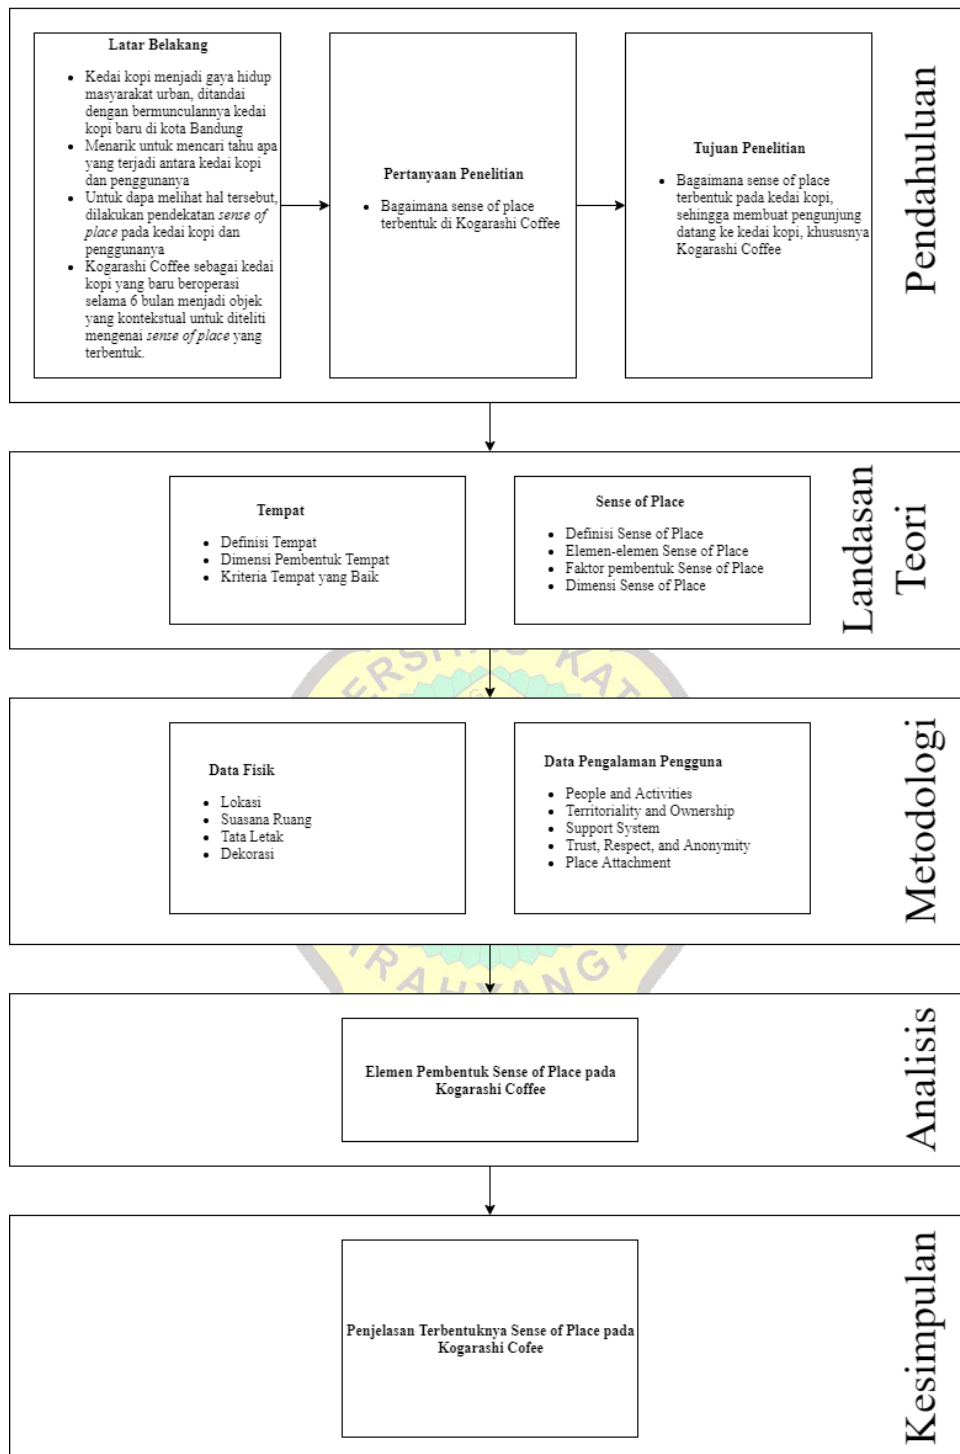 Latar Belakang
• Kedai kopi menjadi gaya hidup
masyarakat urban, ditandai
dengan bermunculannya kedai
kopi baru di kota Bandung
• Menarik untuk mencari tahu apa
yang terjadi antara kedai kopi
dan penggunanya
• Untuk dapa melihat hal tersebut,
dilakukan pendekatan sense of
place pada kedai kopi dan
penggunanya
• Kogarashi Coffee sebagai kedai
kopi yang baru beroperasi
selama 6 bulan menjadi objek
yang kontekstual untuk diteliti
mengenai sense of place yang
terbentuk.
Pertanyaan Penelitian
• Bagaimana sense of place
terbentuk di Kogarashi Coffee
Tujuan Penelitian
• Bagaimana sense of place
terbentuk pada kedai kopi,
sehingga membuat pengunjung
datang ke kedai kopi, khususnya
Kogarashi Coffee
Pendahuluan
Tempat
• Definisi Tempat
• Dimensi Pembentuk Tempat
• Kriteria Tempat yang Baik
Sense of Place
• Definisi Sense of Place
• Elemen-elemen Sense of Place
• Faktor pembentuk Sense of Place
• Dimensi Sense of Place
Landasan
Teori
Data Fisik
• Lokasi
• Suasana Ruang
• Tata Letak
• Dekorasi
Data Pengalaman Pengguna
• People and Activities
• Territoriality and Ownership
• Support System
• Trust, Respect, and Anonymity
• Place Attachment
Metodologi
Elemen Pembentuk Sense of Place pada
Kogarashi Coffee
Analisis
Penjelasan Terbentuknya Sense of Place pada
Kogarashi Cofee
Kesimpulan